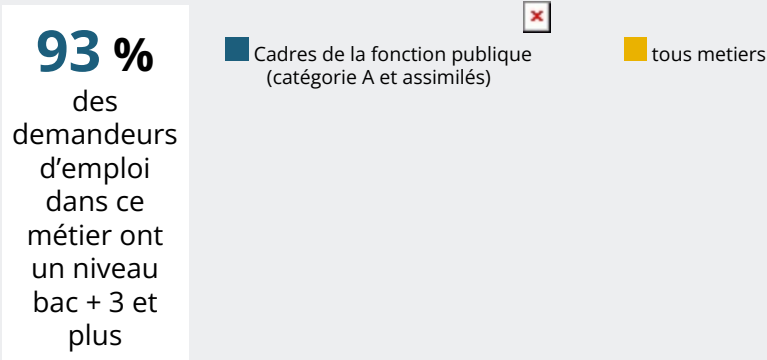 93 %
des
demandeurs
d’emploi
dans ce
métier ont
un niveau
bac + 3 et
plus
Cadres de la fonction publique
(catégorie A et assimilés)
tous metiers